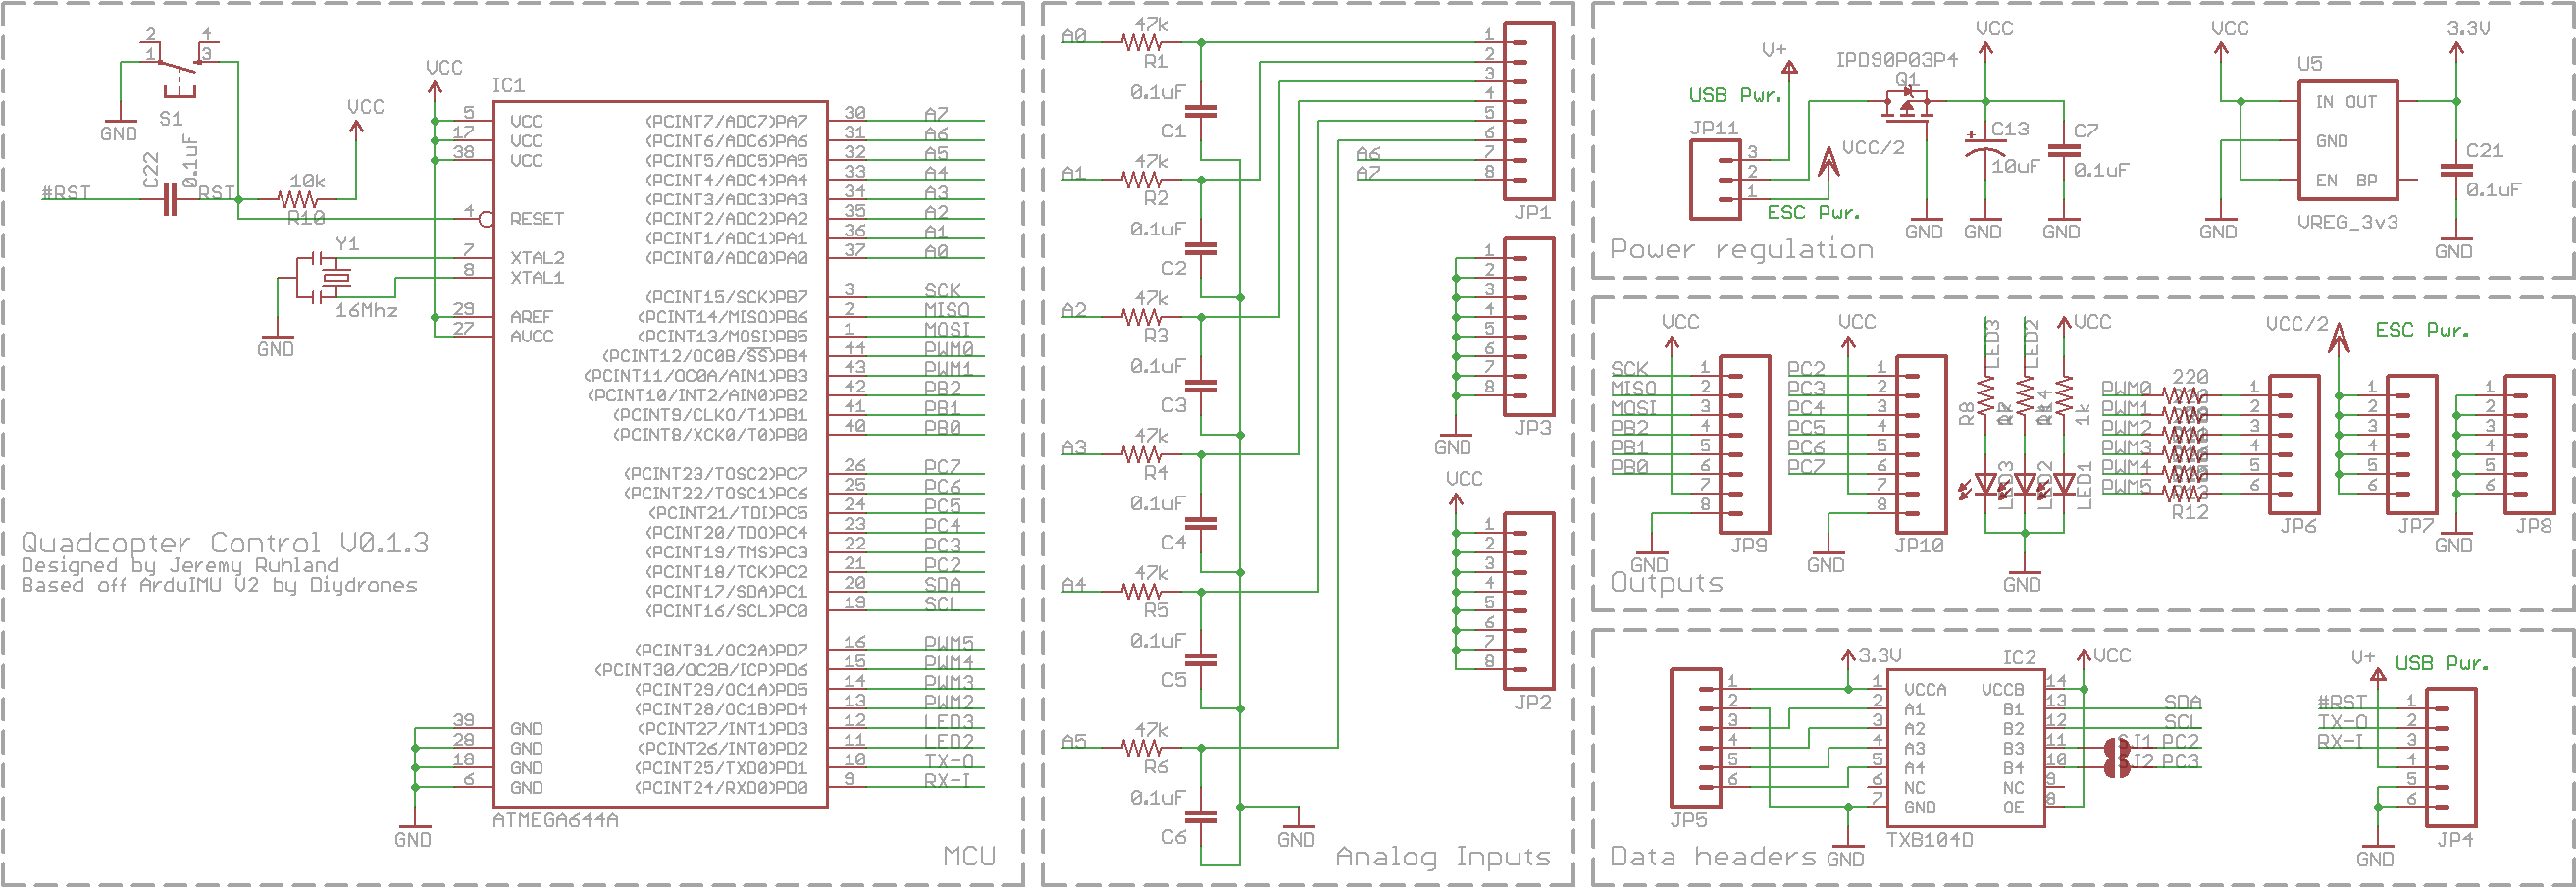 2
1
4
3
S1
GND
C22
0.1uF
#RST
RST
10k
R10
VCC
VCC
Y1
16Mhz
GND
IC1
5 VCC (PCINT7/ADC7)PA7 30 A7
17 VCC (PCINT6/ADC6)PA6 31 A6
38 VCC (PCINT5/ADC5)PA5 32 A5
(PCINT4/ADC4)PA4 33 A4
(PCINT3/ADC3)PA3 34 A3
4 RESET (PCINT2/ADC2)PA2 35 A2
(PCINT1/ADC1)PA1 36 A1
7 XTAL2 (PCINT0/ADC0)PA0 37 A0
8 XTAL1
(PCINT15/SCK)PB7 3 SCK
29 AREF (PCINT14/MISO)PB6 2 MISO
27 AVCC (PCINT13/MOSI)PB5 1 MOSI
(PCINT12/OC0B/SS)PB4 44 PWM0
(PCINT11/OC0A/AIN1)PB3 43 PWM1
(PCINT10/INT2/AIN0)PB2 42 PB2
(PCINT9/CLKO/T1)PB1 41 PB1
(PCINT8/XCK0/T0)PB0 40 PB0
(PCINT23/TOSC2)PC7 26 PC7
(PCINT22/TOSC1)PC6 25 PC6
(PCINT21/TDI)PC5 24 PC5
(PCINT20/TDO)PC4 23 PC4
(PCINT19/TMS)PC3 22 PC3
(PCINT18/TCK)PC2 21 PC2
(PCINT17/SDA)PC1 20 SDA
(PCINT16/SCL)PC0 19 SCL
(PCINT31/OC2A)PD7 16 PWM5
(PCINT30/OC2B/ICP)PD6 15 PWM4
(PCINT29/OC1A)PD5 14 PWM3
(PCINT28/OC1B)PD4 13 PWM2
39 GND (PCINT27/INT1)PD3 12 LED3
28 GND (PCINT26/INT0)PD2 11 LED2
18 GND (PCINT25/TXD0)PD1 10 TX-O
6 GND (PCINT24/RXD0)PD0 9 RX-I
GND
ATMEGA644A
Quadcopter Control V0.1.3
Designed by Jeremy Ruhland
Based off ArduIMU V2 by Diydrones
MCU
A0 47k R1
0.1uF C1
A1 47k R2
0.1uF C2
A2 47k R3
0.1uF C3
A3 47k R4
0.1uF C4
A4 47k R5
0.1uF C5
A5 47k R6
0.1uF C6
GND
1
2
3
4
5
6
A6 7
A7 8
JP1
1
2
3
4
5
6
7
8
JP3
GND
VCC
1
2
3
4
5
6
7
8
JP2
Analog Inputs
V+
USB Pwr.
JP11
3
2
1
ESC Pwr.
VCC/2
IPD90P03P4
Q1
GND
VCC
C13
10uF
GND
C7
0.1uF
GND
VCC
U5
IN OUT
GND
EN BP
VREG_3v3
GND
3.3V
C21
0.1uF
GND
Power regulation
VCC
SCK 1
MISO 2
MOSI 3
PB2 4
PB1 5
PB0 6
7
8
JP9
GND
VCC
PC2 1
PC3 2
PC4 3
PC5 4
PC6 5
PC7 6
7
8
JP10
GND
LED3
LED2
VCC
R8
1k
LED3
LED2
LED1
GND
PWM0 220 1
PWM1 2
PWM2 3
PWM3 4
PWM4 5
PWM5 6
R12
JP6
VCC/2
ESC Pwr.
1
2
3
4
5
6
JP7
1
2
3
4
5
6
JP8
GND
Outputs
1
2
3
4
5
6
JP5
3.3V
IC2
VCC
1 VCCA VCCB 14
2 A1 B1 13 SDA
3 A2 B2 12 SCL
4 A3 B3 11 SJ1 PC2
5 A4 B4 10 SJ2 PC3
6 NC NC 9
7 GND OE 8
TXB104D
GND
V+
USB Pwr.
#RST 1
TX-O 2
RX-I 3
4
5
6
JP4
GND
Data headers